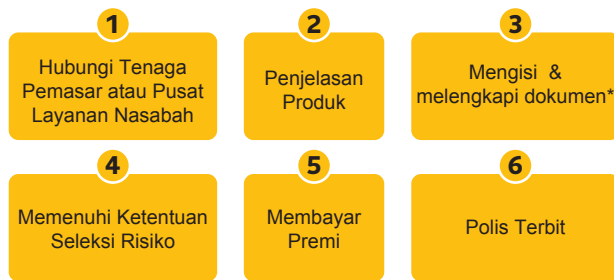 1
Hubungi Tenaga
Pemasar atau Pusat
Layanan Nasabah
2
Penjelasan
Produk
3
Mengisi & 
melengkapi dokumen*
4
Memenuhi Ketentuan
Seleksi Risiko
5
Membayar
Premi
6
Polis Terbit